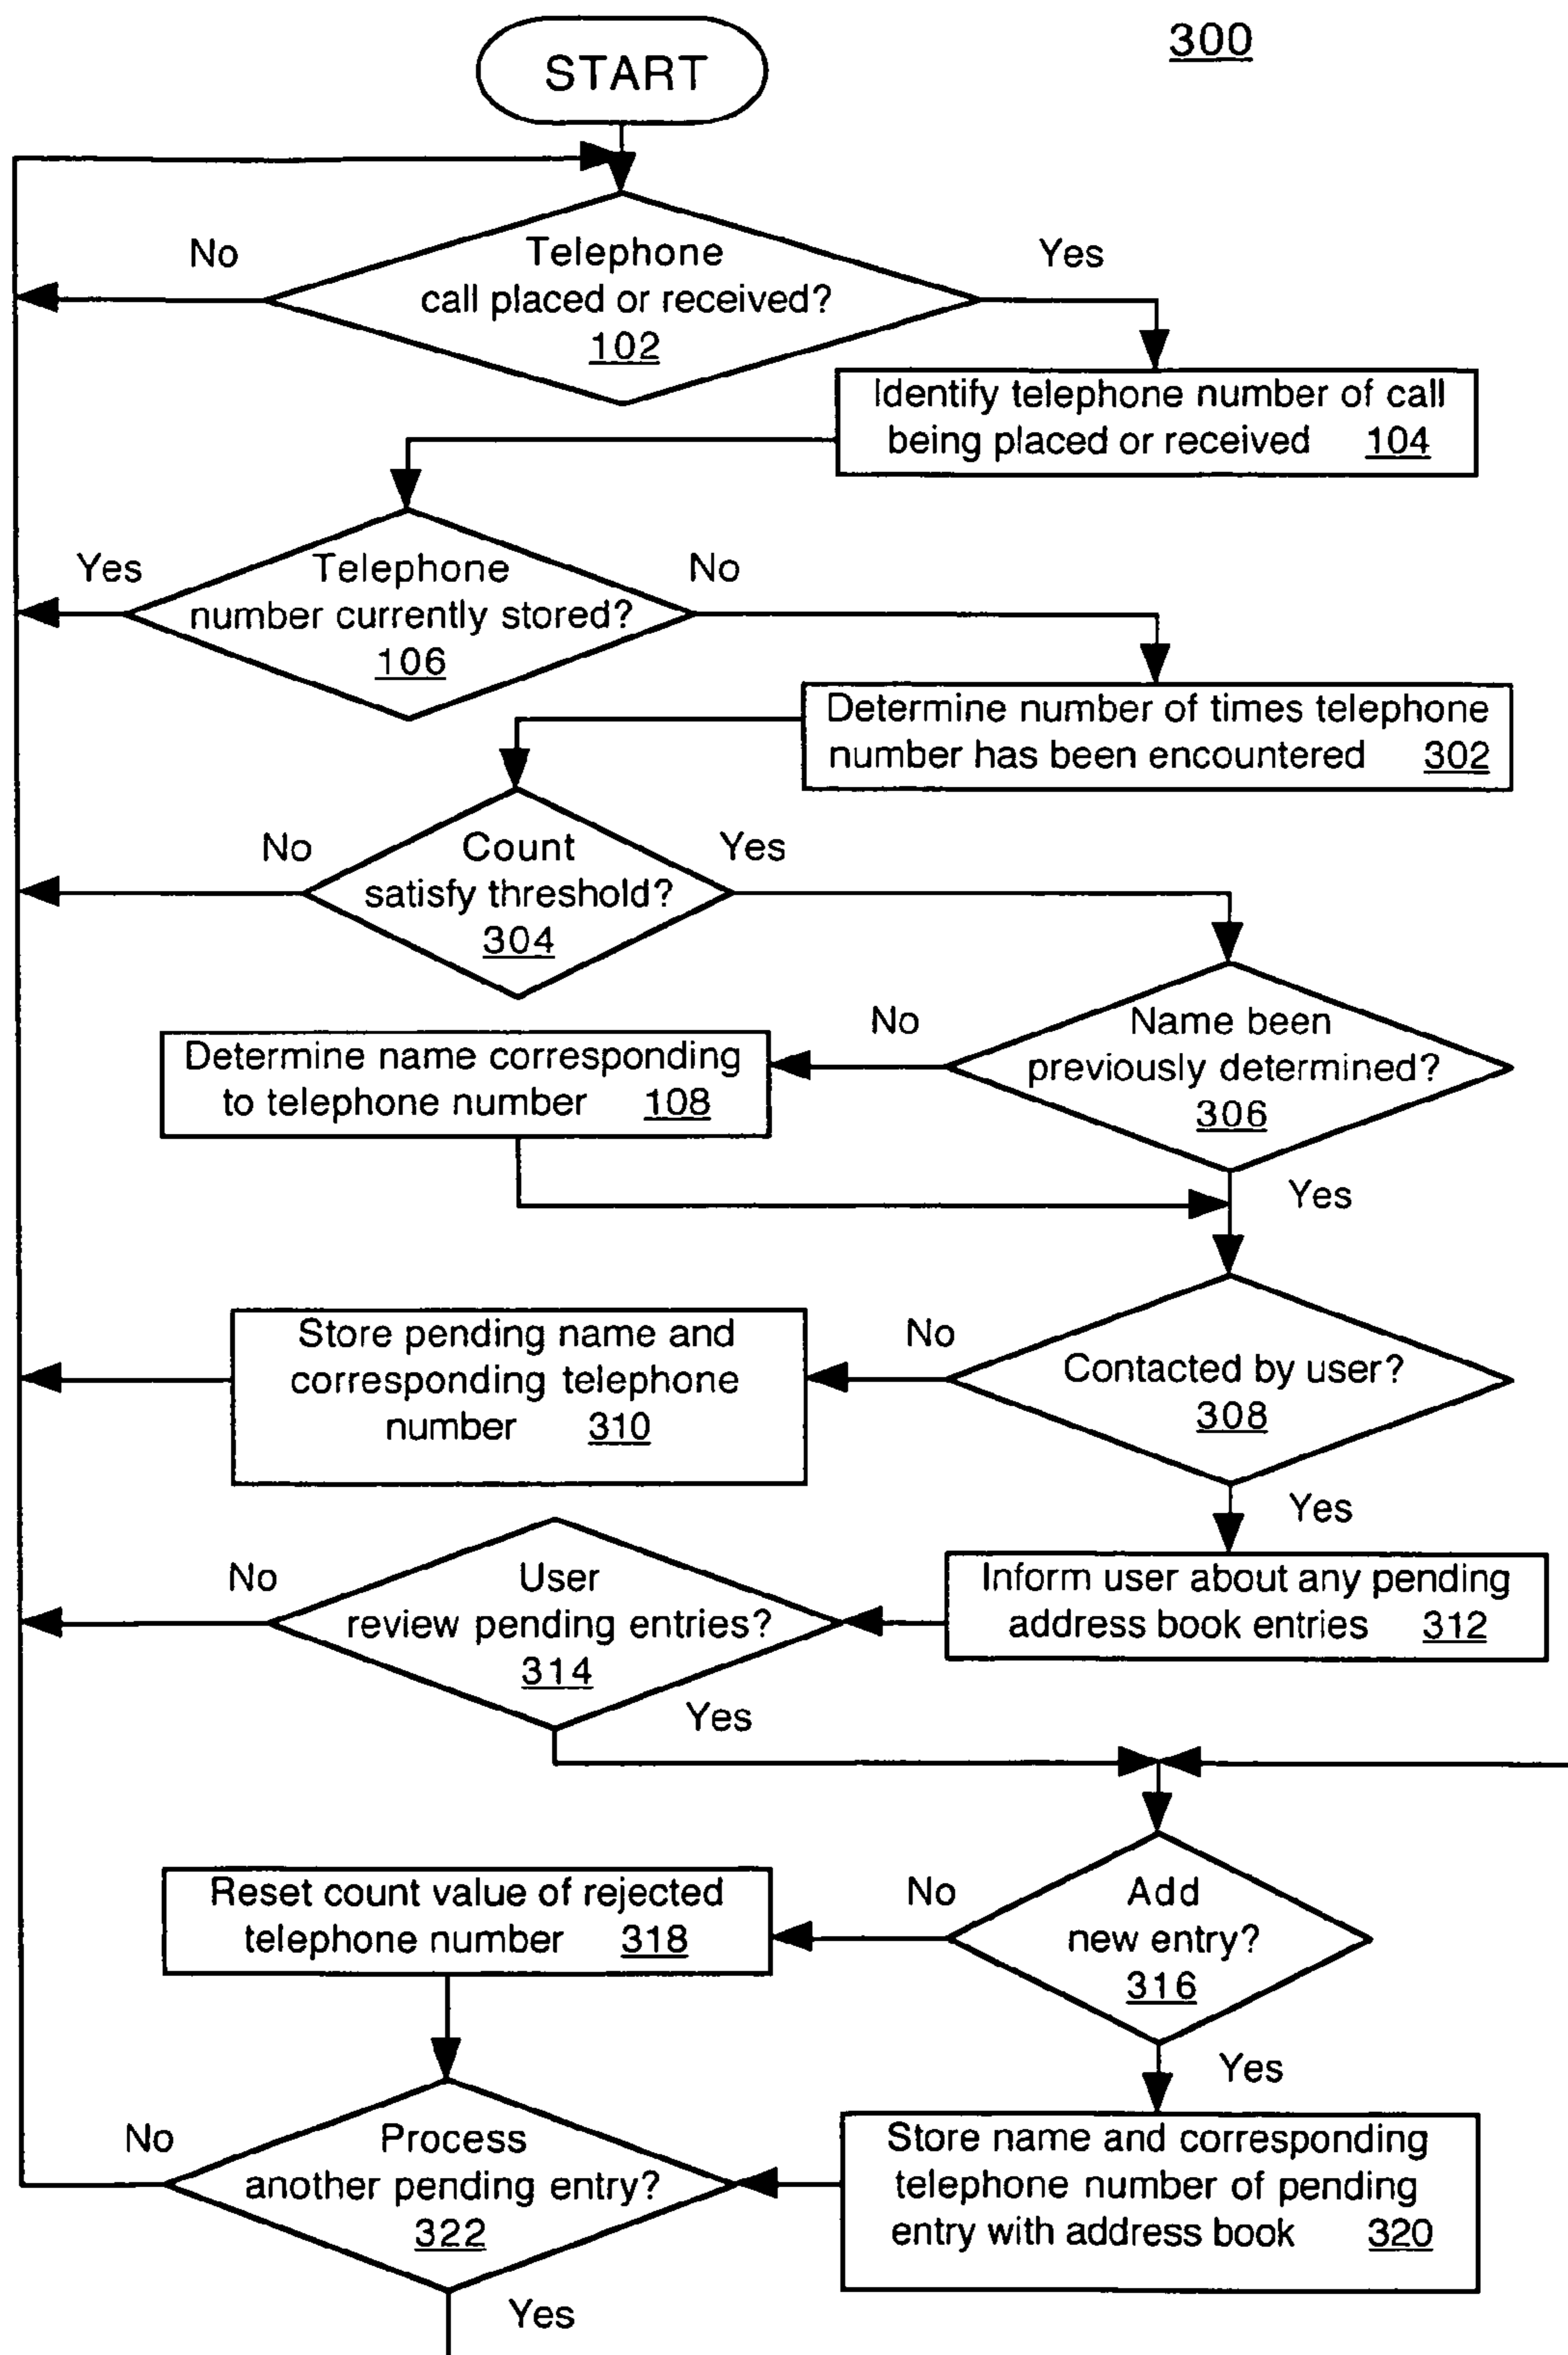 300
START
No
Yes
Telephone
call placed or received?
102
Identify telephone number of call
being placed or received 104
Yes
No
Telephone
number currently stored?
106
Determine number of times telephone
number has been encountered 302
No
Yes
Count
satisfy threshold?
304
No
Name been
previously determined?
306
Determine name corresponding
to telephone number 108
Yes
Store pending name and
corresponding telephone
number 310
No
Contacted by user?
308
Yes
No
User
review pending entries?
314
Inform user about any pending
address book entries 312
Yes
Reset count value of rejected
telephone number 318
No
Add
new entry?
316
Yes
No
Process
another pending entry?
322
Store name and corresponding
telephone number of pending
entry with address book 320
Yes